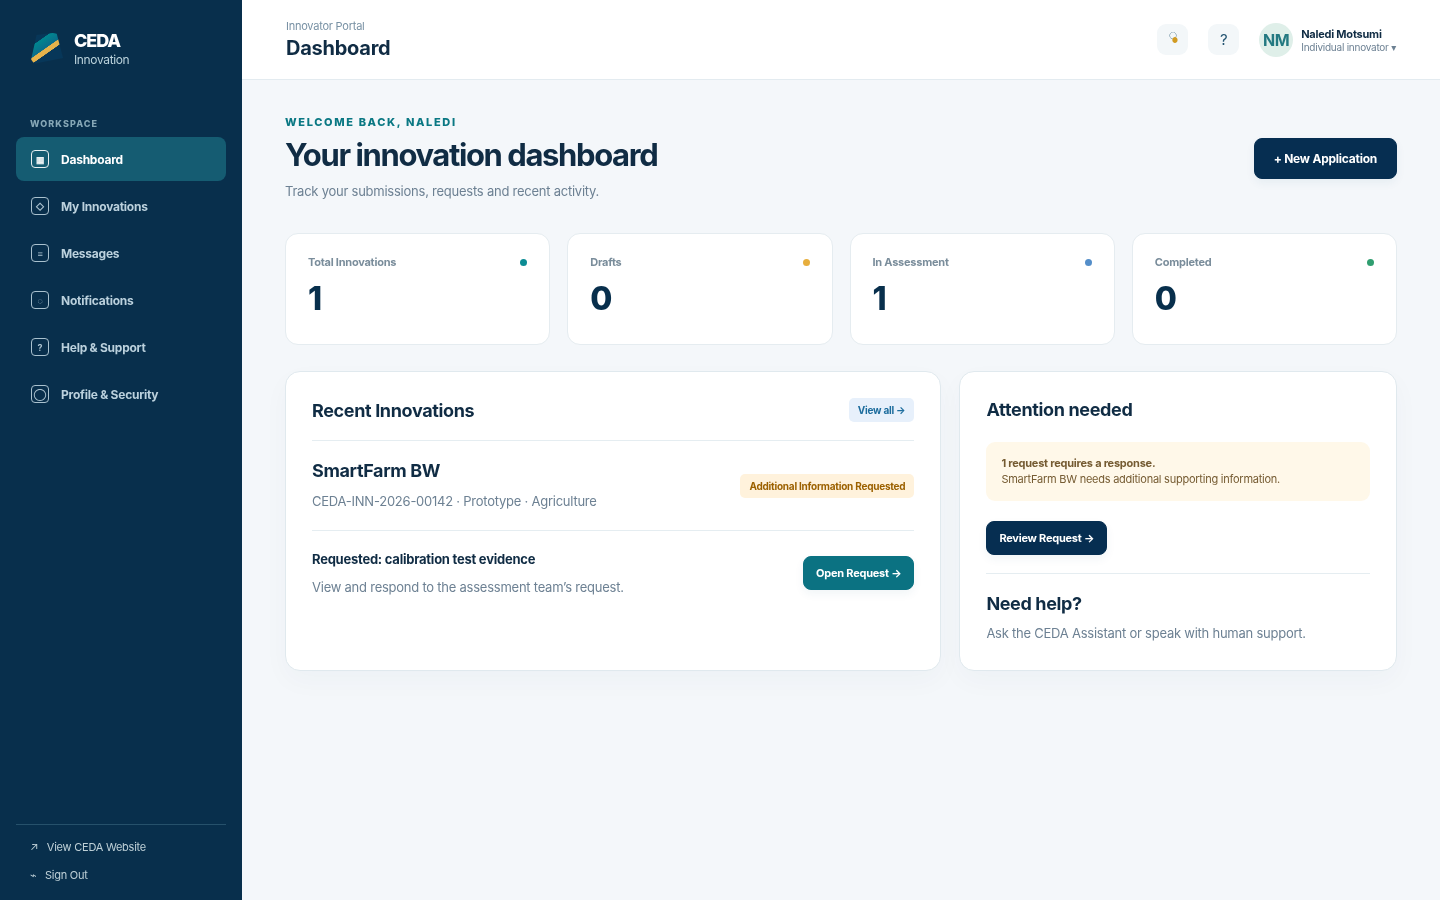 CEDA
Innovation
WORKSPACE
Dashboard
My Innovations
Messages
Notifications
? Help & Support
Profile & Security
↗ View CEDA Website
Sign Out
Innovator Portal
Dashboard
?
NM
Naledi Motsumi
Individual innovator ▾
WELCOME BACK, NALEDI
Your innovation dashboard
Track your submissions, requests and recent activity.
+ New Application
Total Innovations
1
Drafts
0
In Assessment
1
Completed
0
Recent Innovations
View all →
SmartFarm BW
CEDA-INN-2026-00142 · Prototype · Agriculture
Additional Information Requested
Requested: calibration test evidence
View and respond to the assessment team’s request.
Open Request →
Attention needed
1 request requires a response.
SmartFarm BW needs additional supporting information.
Review Request →
Need help?
Ask the CEDA Assistant or speak with human support.